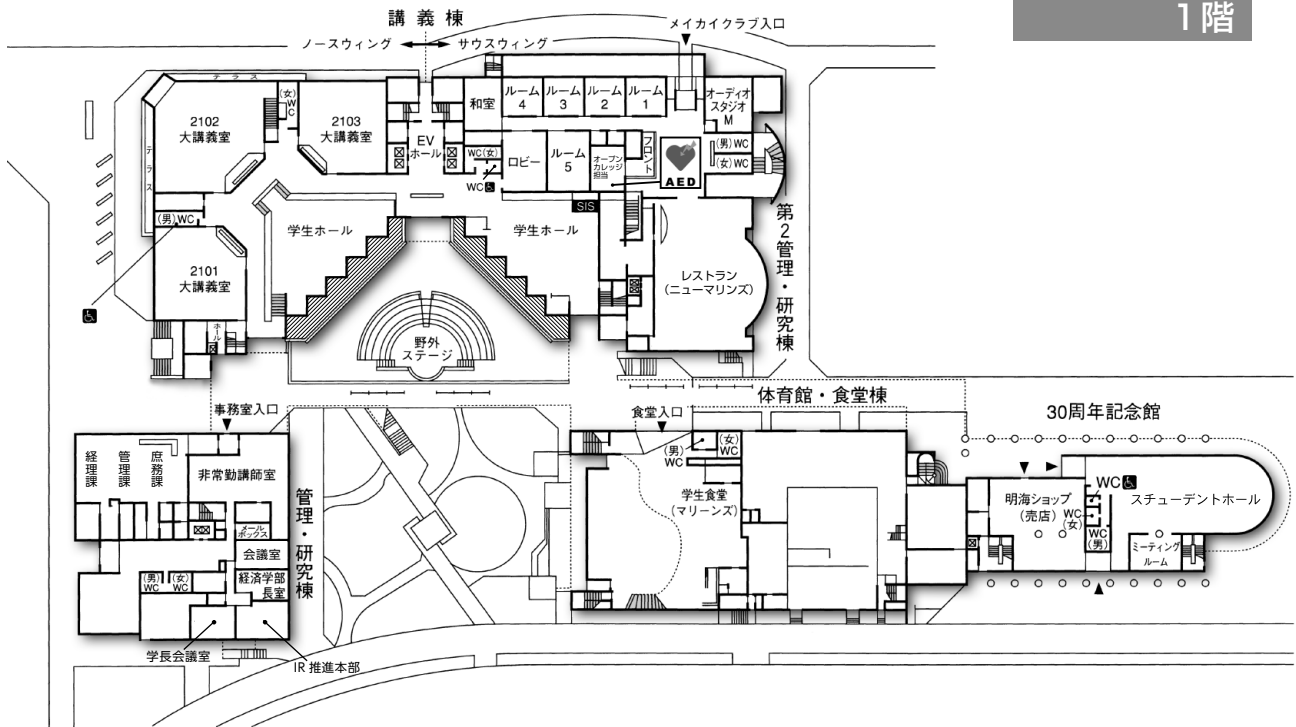 1階
講義棟
メイカイクラブ入口
ノースウィング
サウスウィング
テラス
(女)
WC
2102
大講義室
2103
大講義室
EV
ホール
和室
ルーム
4
ルーム
3
ルーム
2
ルーム
1
オーディオ
スタジオ
M
WC(女)
WC
ロビー
ルーム
5
オープン
カレッジ
担当
フロント
AED
(男)WC
(女)WC
テラス
(男)WC
SIS
学生ホール
学生ホール
2101
大講義室
レストラン
(ニューマリンズ)
第2管理・研究棟
ホール
野外
ステージ
事務室入口
食堂入口
体育館・食堂棟
30周年記念館
経理課
管理課
庶務課
非常勤講師室
メール
ボックス
会議室
(男)
WC
(女)
WC
経済学部
長室
管理・研究棟
学長会議室
IR推進本部
(男)
WC
(女)
WC
学生食堂
(マリーンズ)
明海ショップ
(売店)
WC
WC
(女)
WC
(男)
スチューデントホール
ミーティング
ルーム